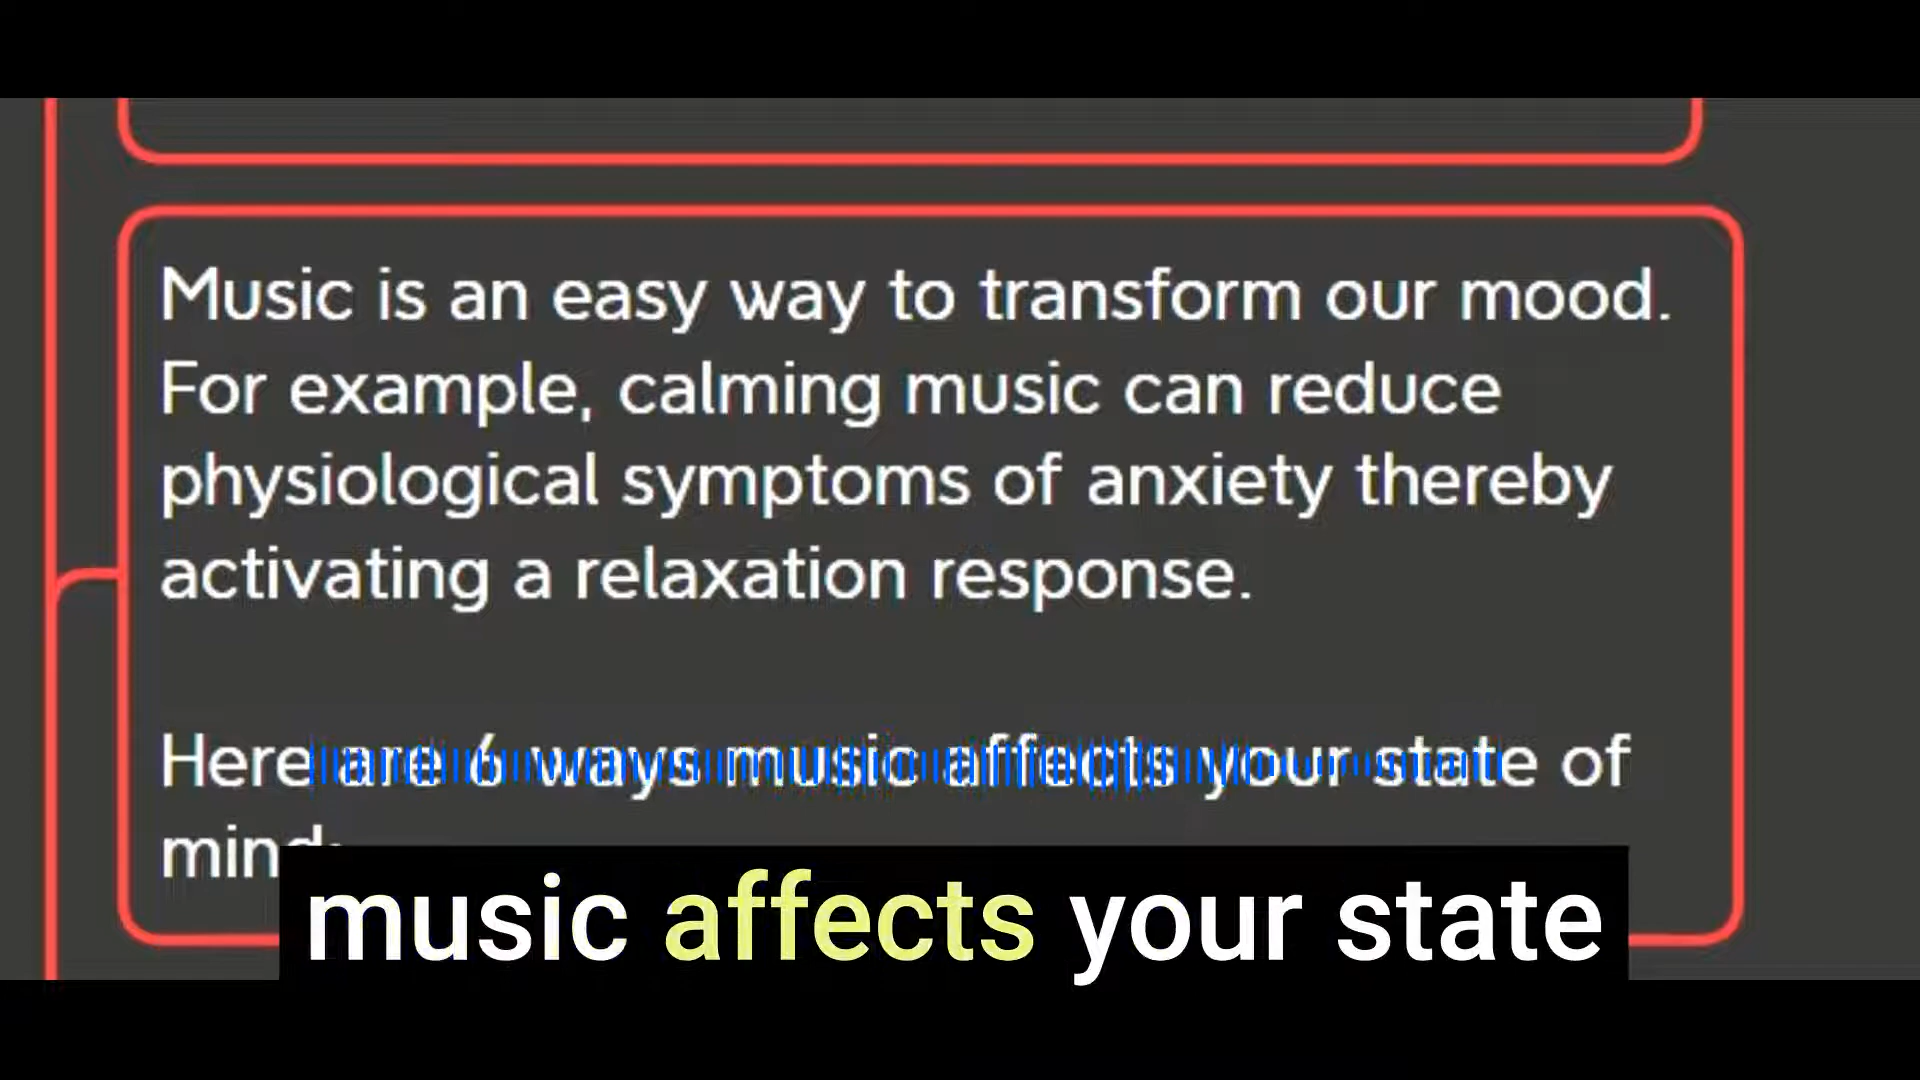 Music is an easy way to transform our mood.
For example, calming music can reduce
physiological symptoms of anxiety thereby
activating a relaxation response.
Here are 6 ways music affects your state of
mind:
music affects your state